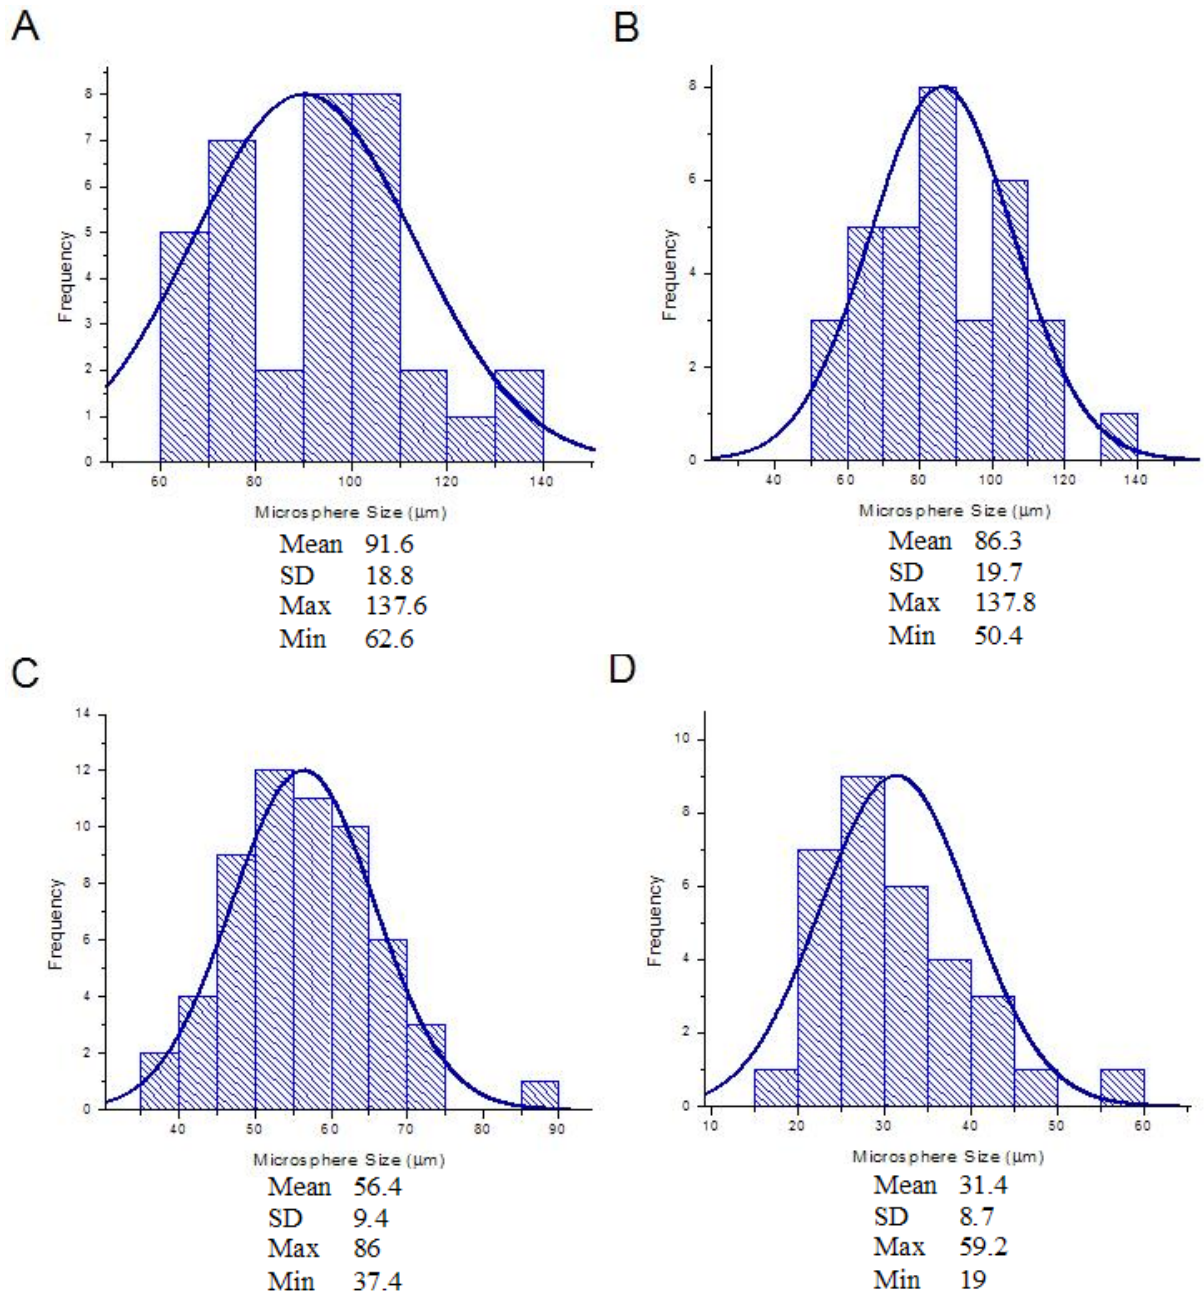 A
8
7
6
5
4
3
2
1
0
Frequency
60 80 100 120 140
Microsphere Size (µm)
Mean 91.6
SD 18.8
Max 137.6
Min 62.6
B
8
6
4
2
0
Frequency
40 60 80 100 120 140
Microsphere Size (µm)
Mean 86.3
SD 19.7
Max 137.8
Min 50.4
C
14
12
10
8
6
4
2
0
Frequency
40 50 60 70 80 90
Microsphere Size (µm)
Mean 56.4
SD 9.4
Max 86
Min 37.4
D
10
8
6
4
2
0
Frequency
10 20 30 40 50 60
Microsphere Size (µm)
Mean 31.4
SD 8.7
Max 59.2
Min 19